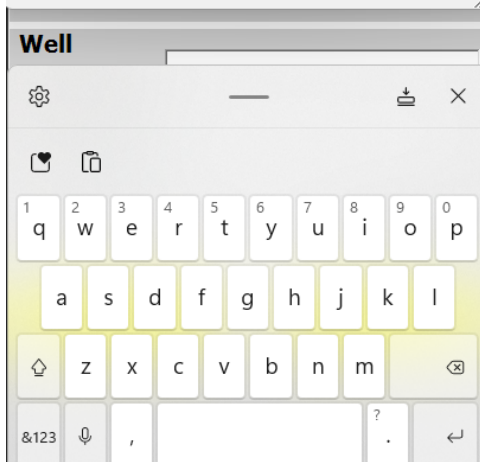 Well
1 2 3 4 5 6 7 8 9 0
q w e r t y u i o p
a s d f g h j k l
z x c v b n m
?
&123 , .